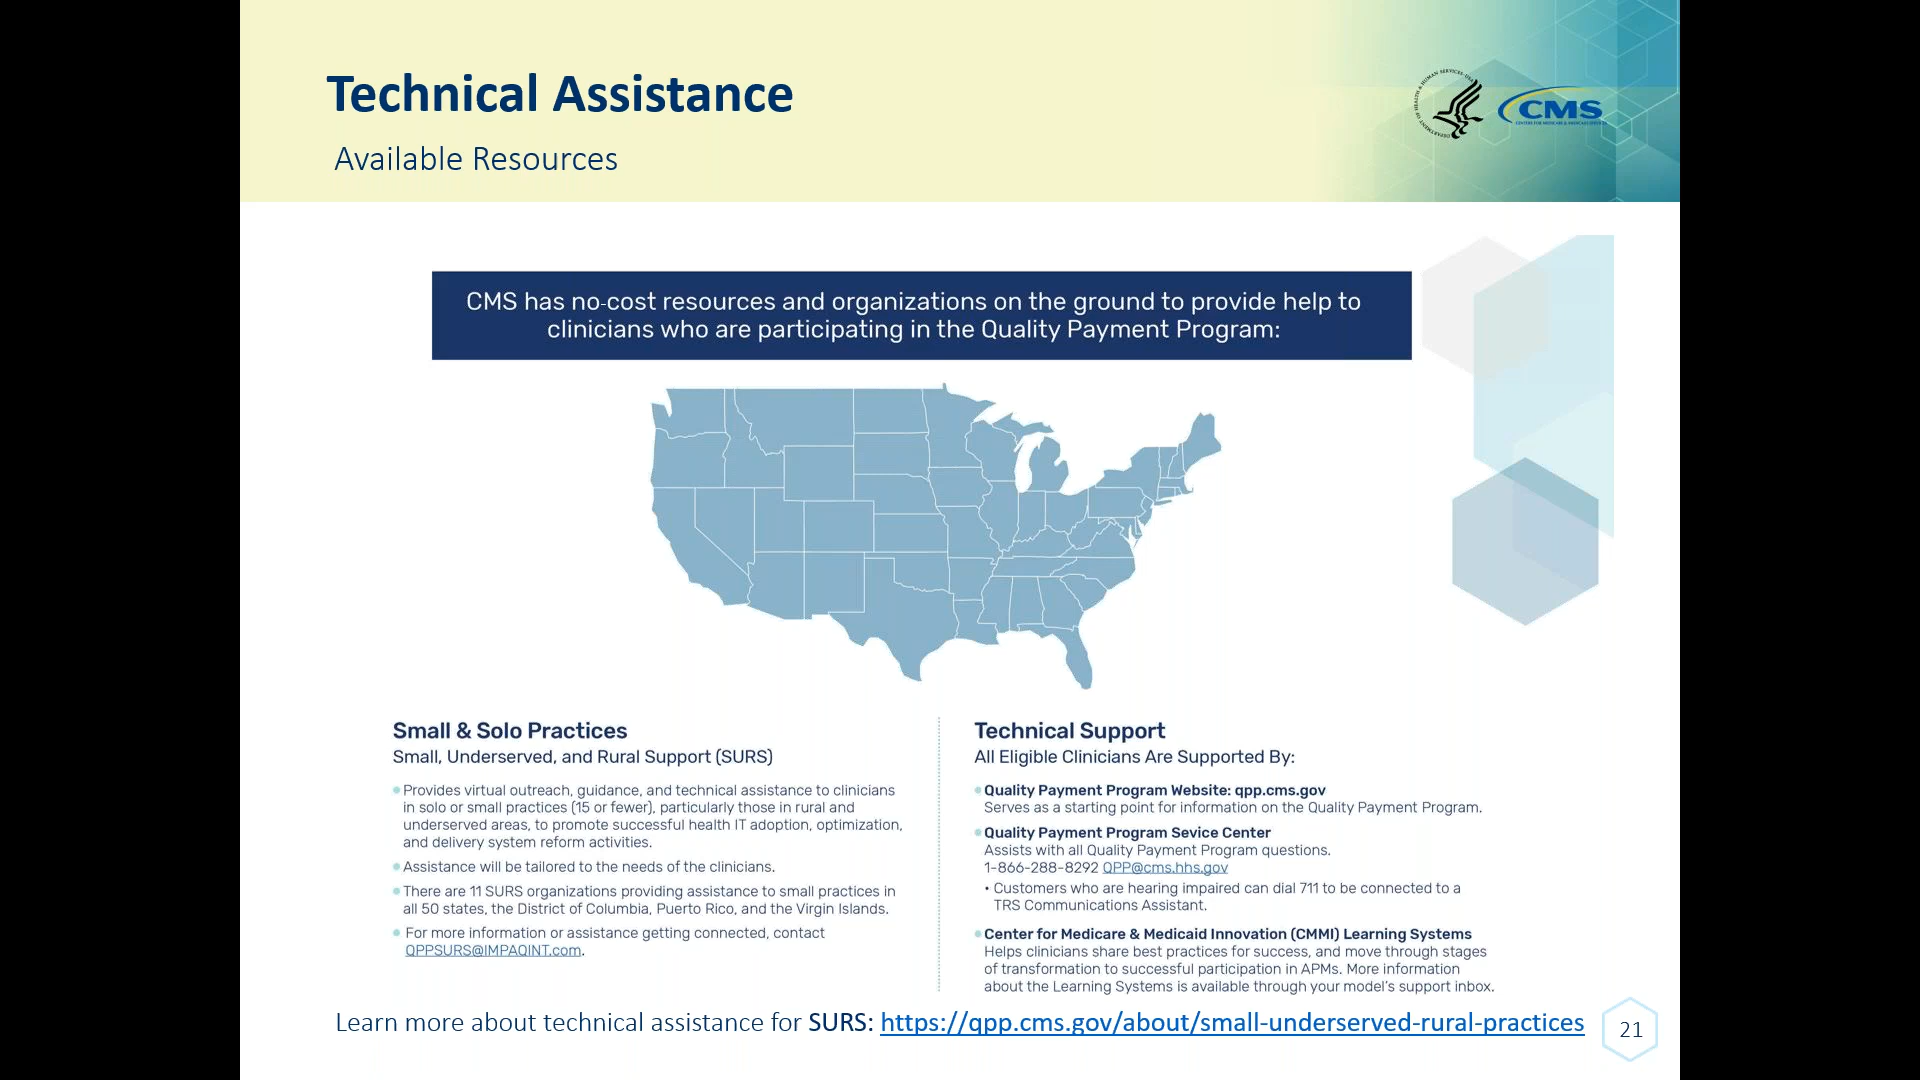 Technical Assistance
Available Resources
DEPARTMENT OF HEALTH & HUMAN SERVICES · USA
CMS
CENTERS FOR MEDICARE & MEDICAID SERVICES
CMS has no-cost resources and organizations on the ground to provide help to
clinicians who are participating in the Quality Payment Program:
Small & Solo Practices
Small, Underserved, and Rural Support (SURS)
Provides virtual outreach, guidance, and technical assistance to clinicians
in solo or small practices (15 or fewer), particularly those in rural and
underserved areas, to promote successful health IT adoption, optimization,
and delivery system reform activities.
Assistance will be tailored to the needs of the clinicians.
There are 11 SURS organizations providing assistance to small practices in
all 50 states, the District of Columbia, Puerto Rico, and the Virgin Islands.
For more information or assistance getting connected, contact
QPPSURS@IMPAQINT.com.
Technical Support
All Eligible Clinicians Are Supported By:
Quality Payment Program Website: qpp.cms.gov
Serves as a starting point for information on the Quality Payment Program.
Quality Payment Program Sevice Center
Assists with all Quality Payment Program questions.
1-866-288-8292 QPP@cms.hhs.gov
• Customers who are hearing impaired can dial 711 to be connected to a
TRS Communications Assistant.
Center for Medicare & Medicaid Innovation (CMMI) Learning Systems
Helps clinicians share best practices for success, and move through stages
of transformation to successful participation in APMs. More information
about the Learning Systems is available through your model's support inbox.
Learn more about technical assistance for SURS: https://qpp.cms.gov/about/small-underserved-rural-practices
21